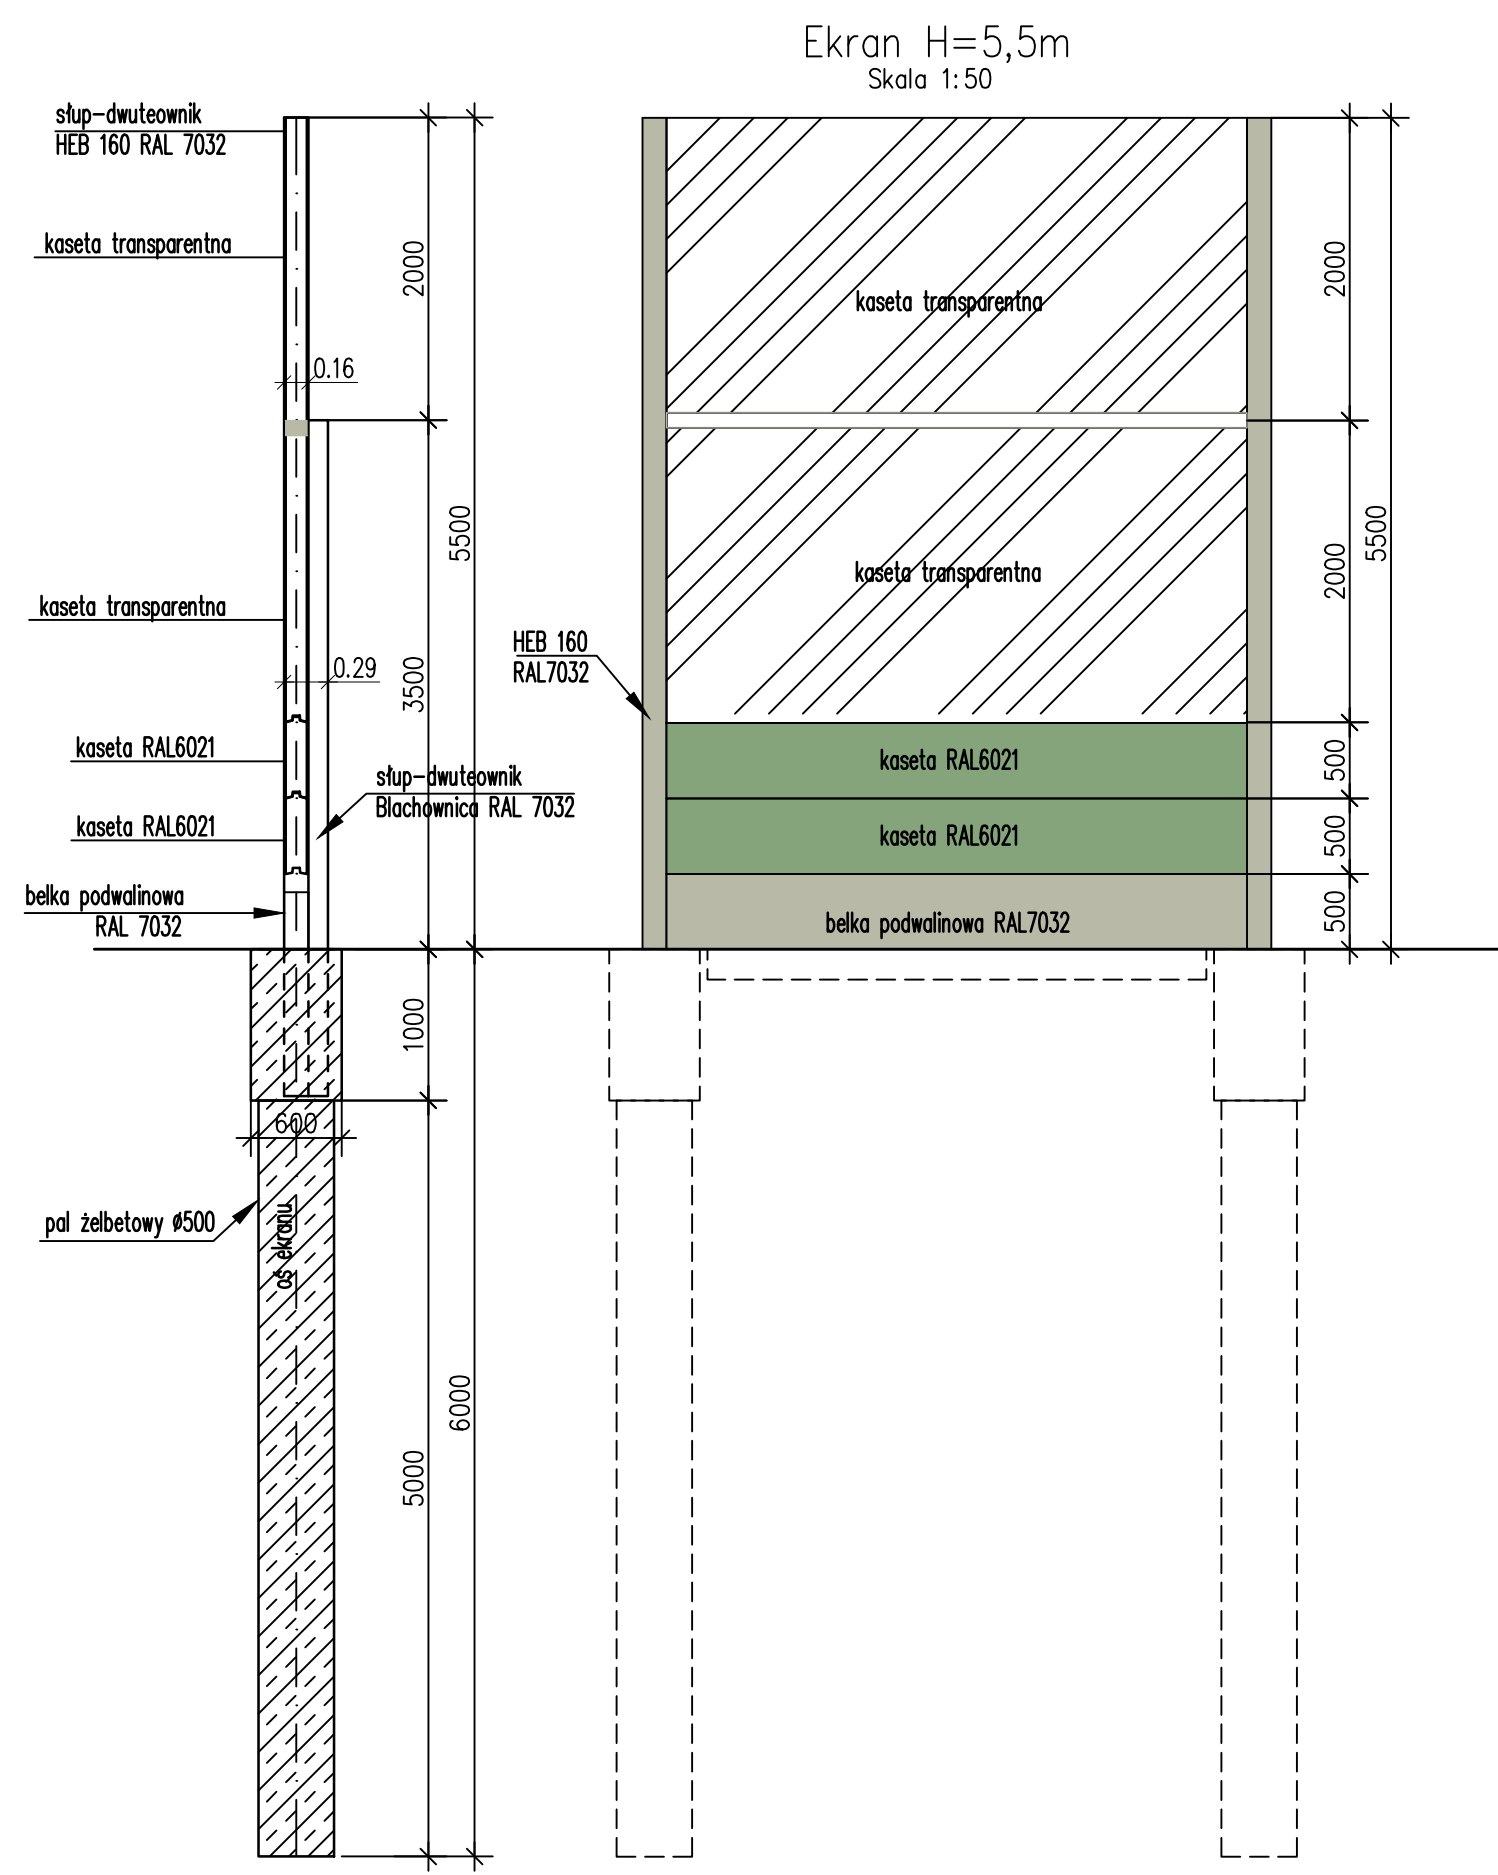 Ekran H=5,5m
Skala 1:50
słup-dwuteownik
HEB 160 RAL 7032
kaseta transparentna
2000
0.16
5500
kaseta transparentna
0.29
3500
kaseta RAL6021
słup-dwuteownik
Blachownica RAL 7032
kaseta RAL6021
belka podwalinowa
RAL 7032
1000
600
pal żelbetowy Ø500
oś ekranu
6000
5000
kaseta transparentna
2000
5500
kaseta transparentna
2000
HEB 160
RAL7032
kaseta RAL6021
500
kaseta RAL6021
500
belka podwalinowa RAL7032
500